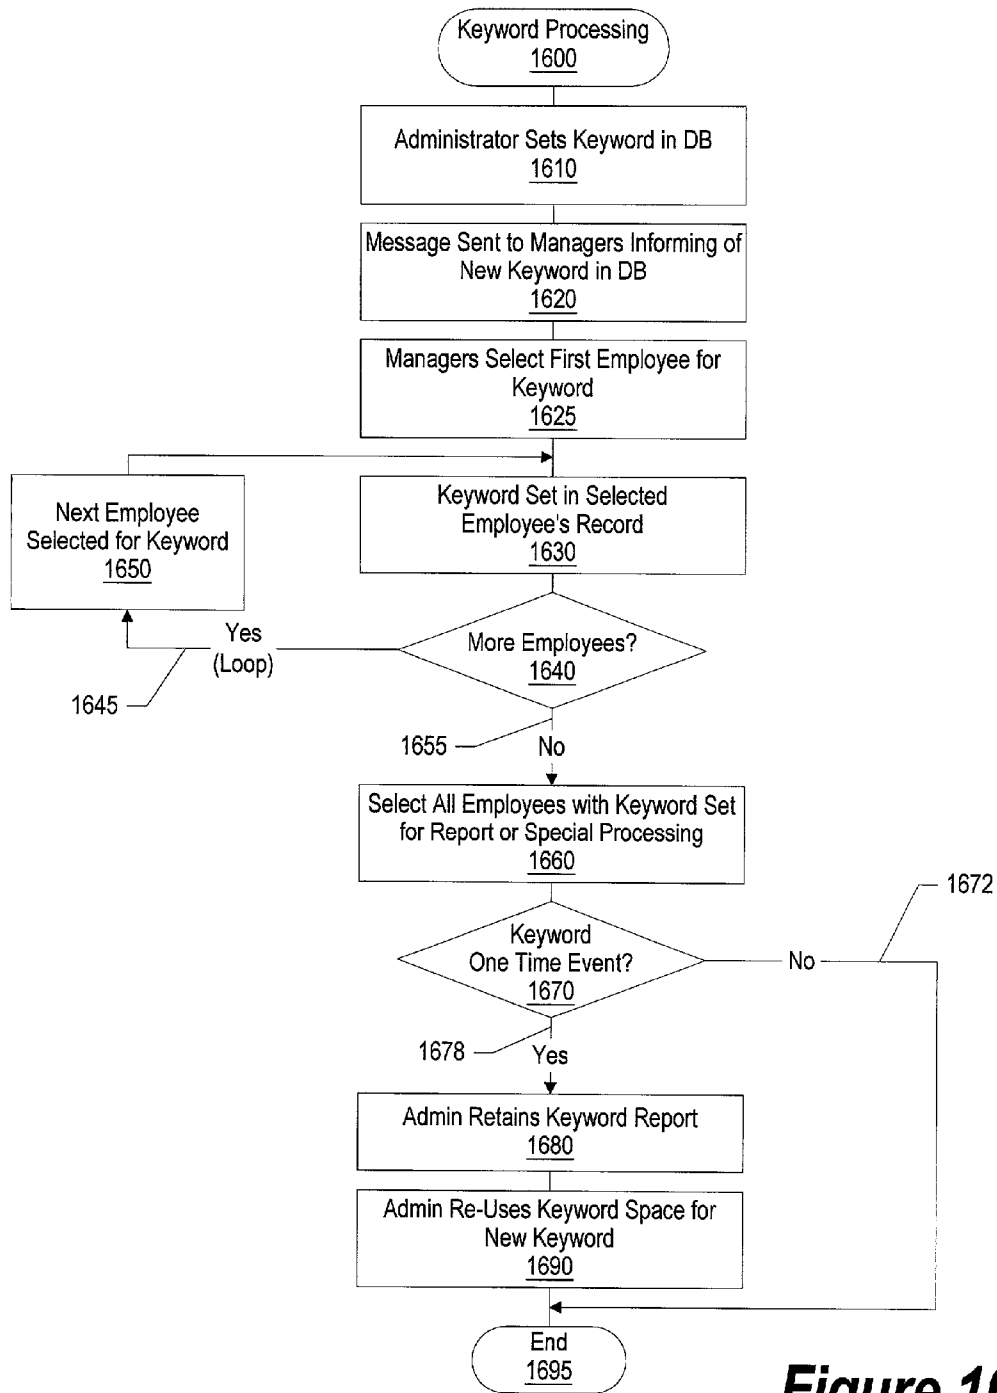 Keyword Processing
1600
Administrator Sets Keyword in DB
1610
Message Sent to Managers Informing of
New Keyword in DB
1620
Managers Select First Employee for
Keyword
1625
Next Employee
Selected for Keyword
1650
Keyword Set in Selected
Employee's Record
1630
Yes
(Loop)
More Employees?
1640
1645
1655
No
Select All Employees with Keyword Set
for Report or Special Processing
1660
1672
Keyword
One Time Event?
1670
No
1678
Yes
Admin Retains Keyword Report
1680
Admin Re-Uses Keyword Space for
New Keyword
1690
End
1695
Figure